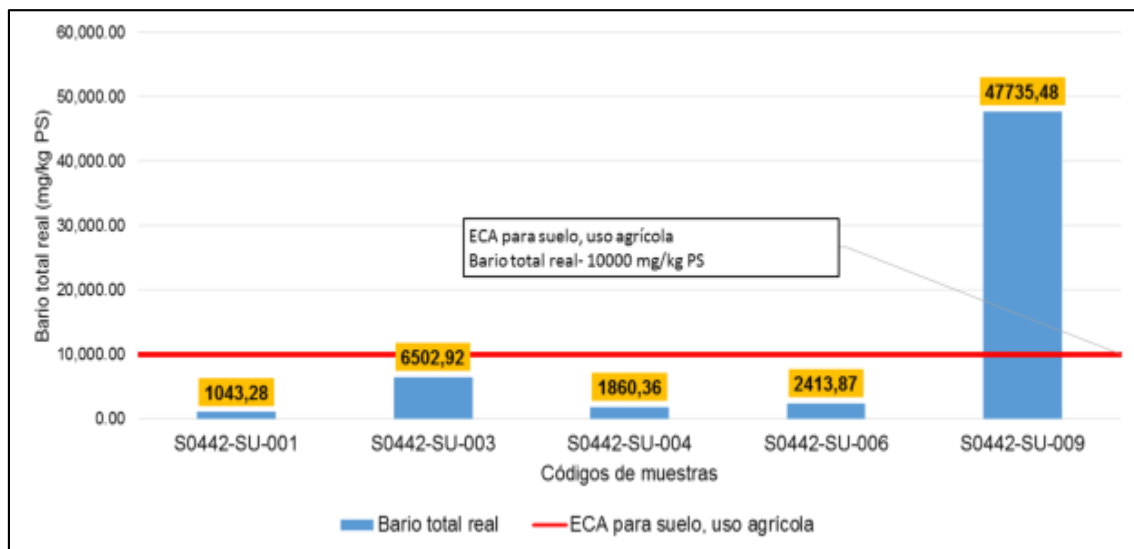 Bario total real (mg/kg PS)
60,000.00
50,000.00
40,000.00
30,000.00
20,000.00
10,000.00
0.00
47735,48
ECA para suelo, uso agrícola
Bario total real- 10000 mg/kg PS
1043,28
6502,92
1860,36
2413,87
S0442-SU-001
S0442-SU-003
S0442-SU-004
S0442-SU-006
S0442-SU-009
Códigos de muestras
Bario total real
ECA para suelo, uso agrícola